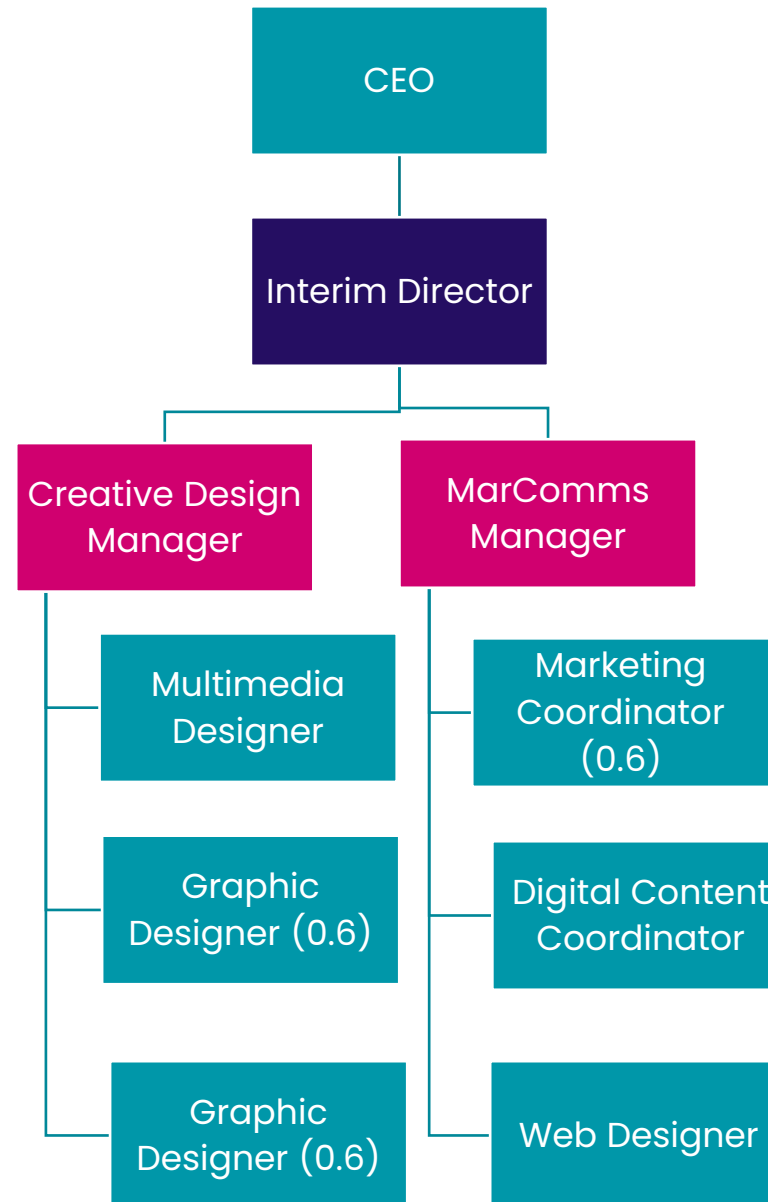 CEO
Interim Director
Creative Design
Manager
MarComms
Manager
Multimedia
Designer
Graphic
Designer (0.6)
Graphic
Designer (0.6)
Marketing
Coordinator
(0.6)
Digital Content
Coordinator
Web Designer